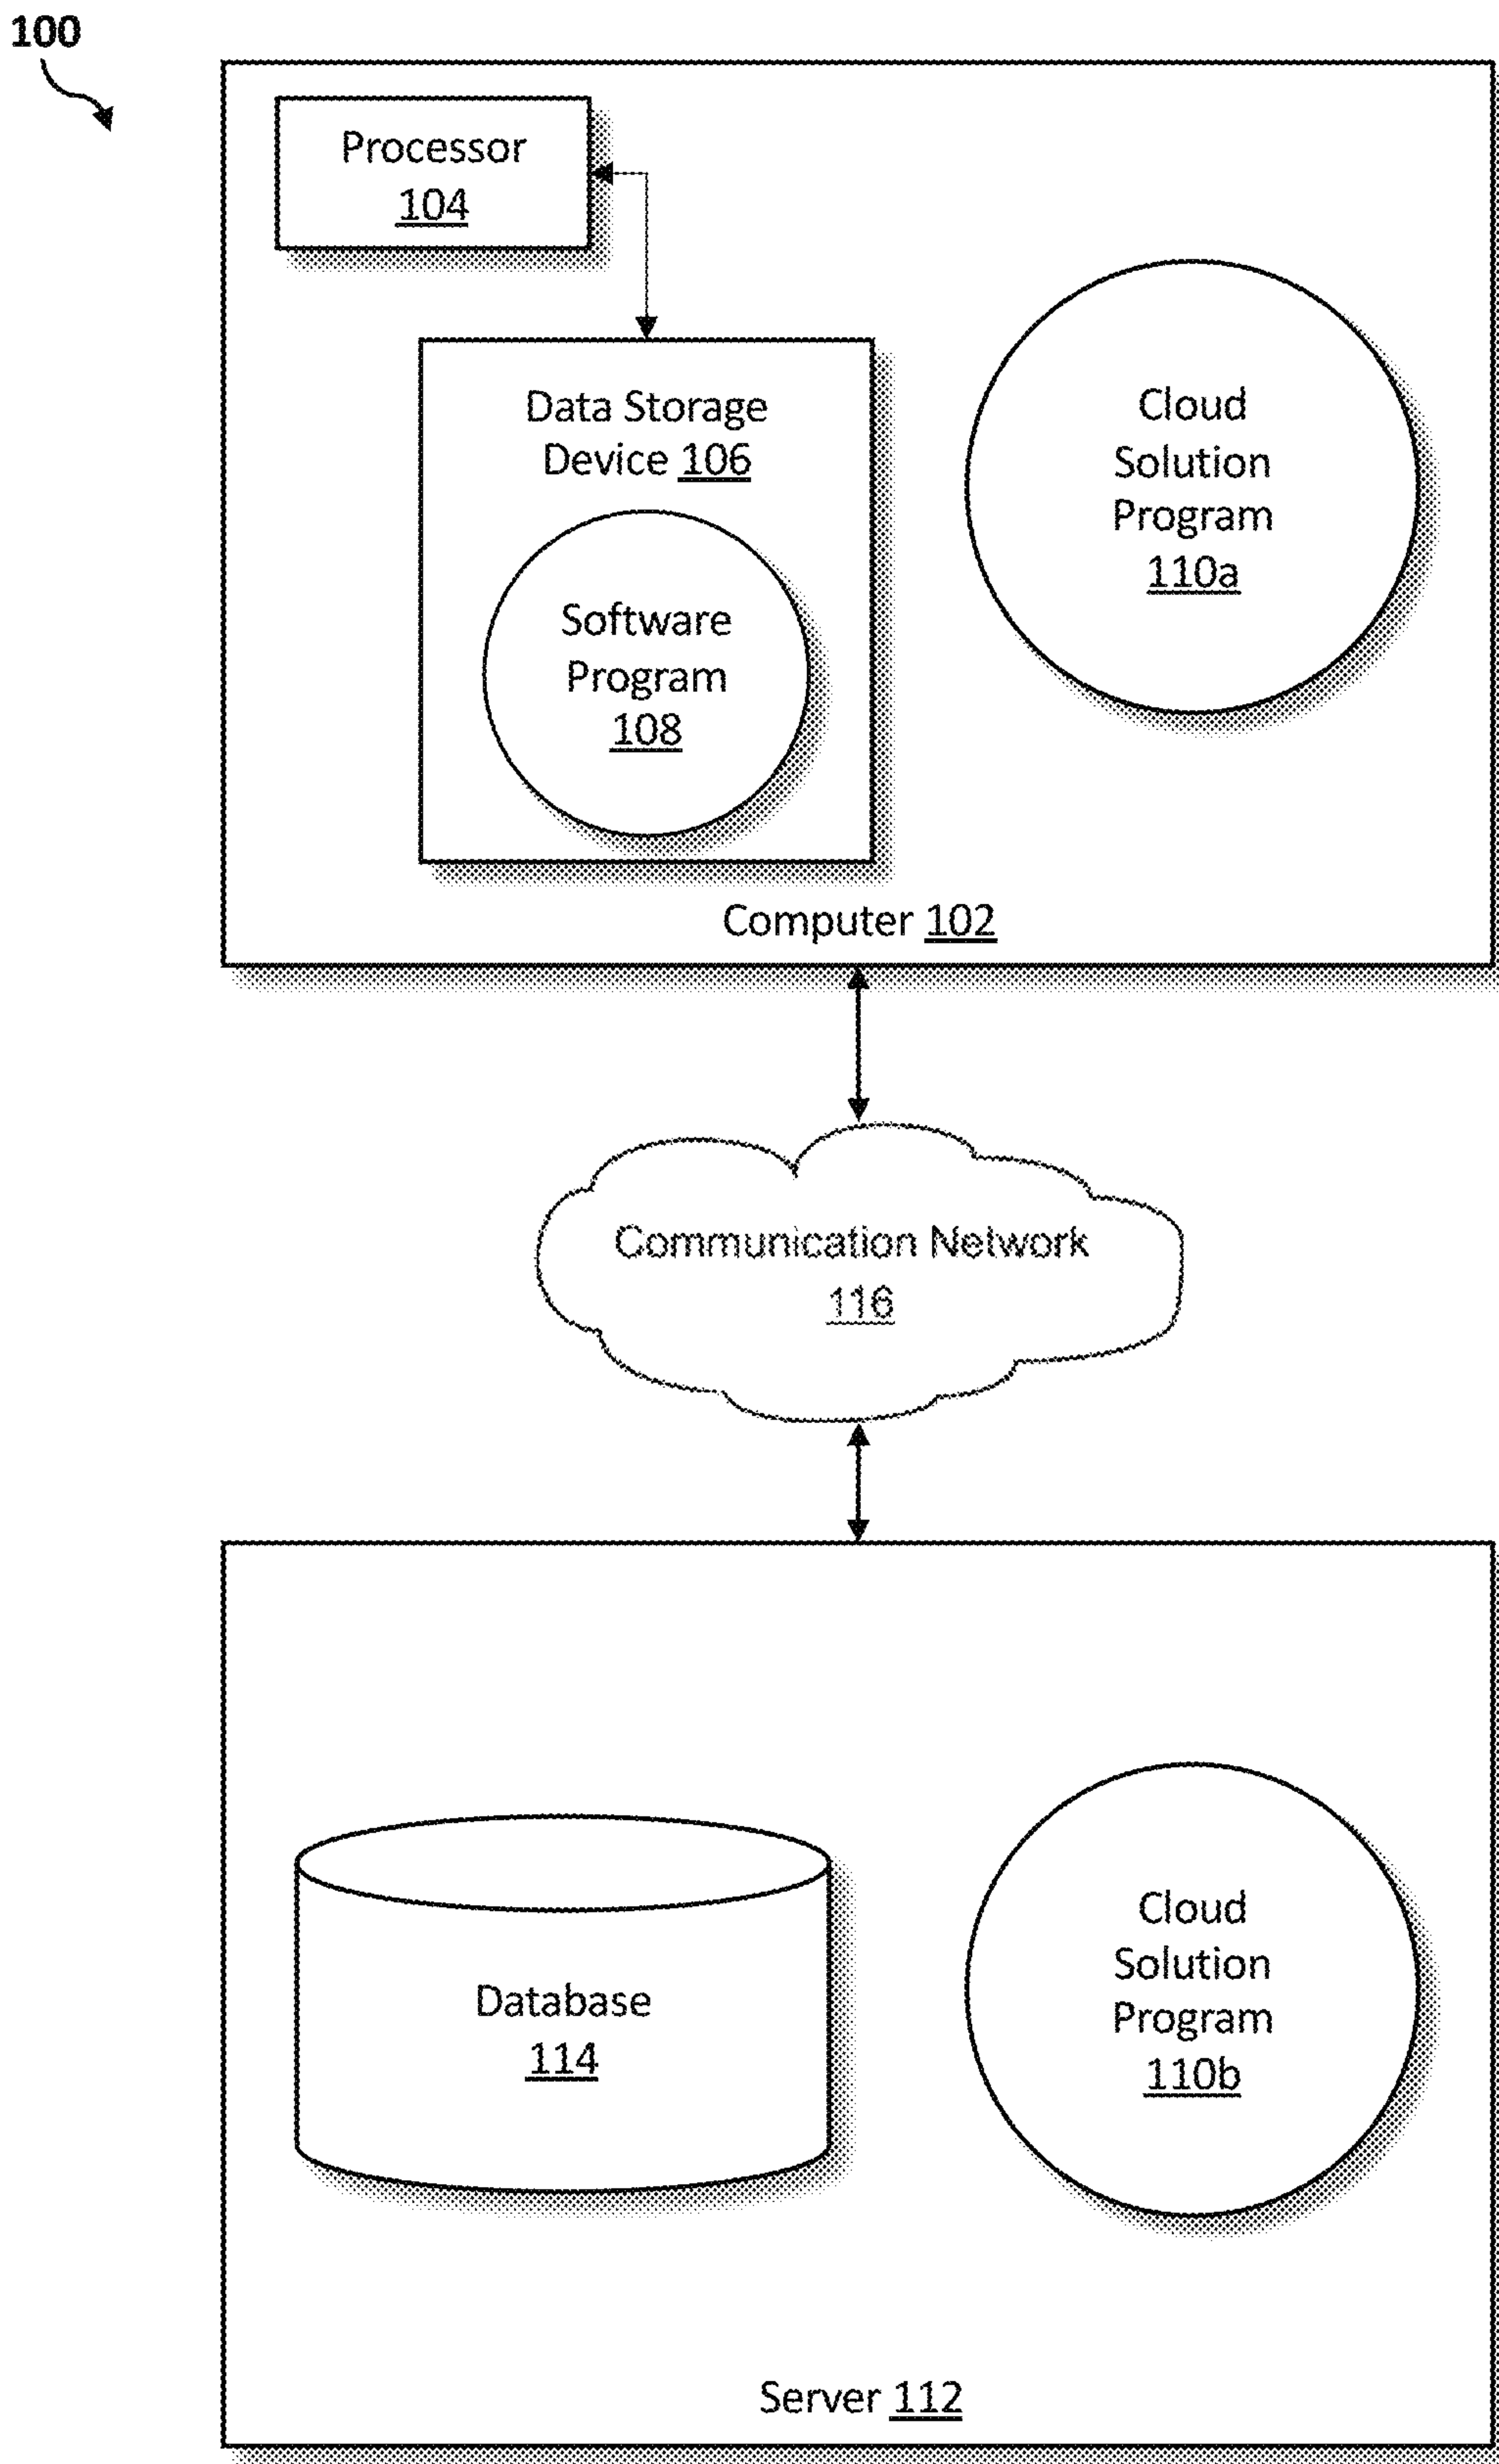 100
Processor
104
Data Storage
Device 106
Software
Program
108
Cloud
Solution
Program
110a
Computer 102
Communication Network
116
Database
114
Cloud
Solution
Program
110b
Server 112